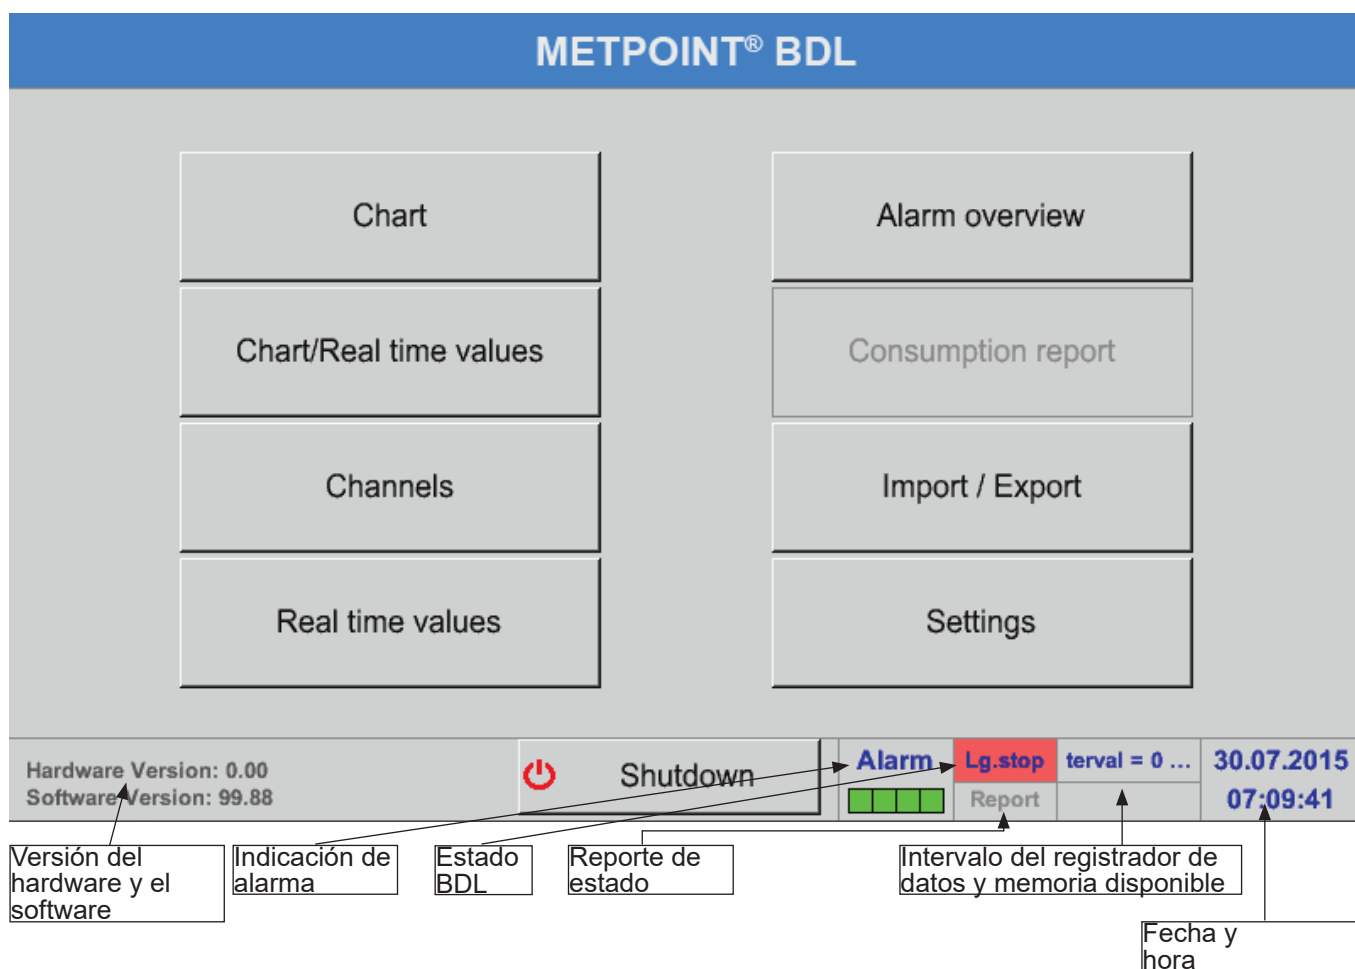 METPOINT® BDL
Chart
Alarm overview
Chart/Real time values
Consumption report
Channels
Import / Export
Real time values
Settings
Hardware Version: 0.00
Software Version: 99.88
Shutdown
Alarm
Lg.stop
terval = 0 ...
30.07.2015
Report
07:09:41
Versión del
hardware y el
software
Indicación de
alarma
Estado
BDL
Reporte de
estado
Intervalo del registrador de
datos y memoria disponible
Fecha y
hora